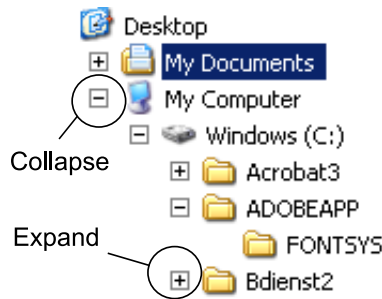 Desktop
My Documents
My Computer
Windows (C:)
Collapse
Acrobat3
ADOBEAPP
Expand
FONTSYS
Bdienst2